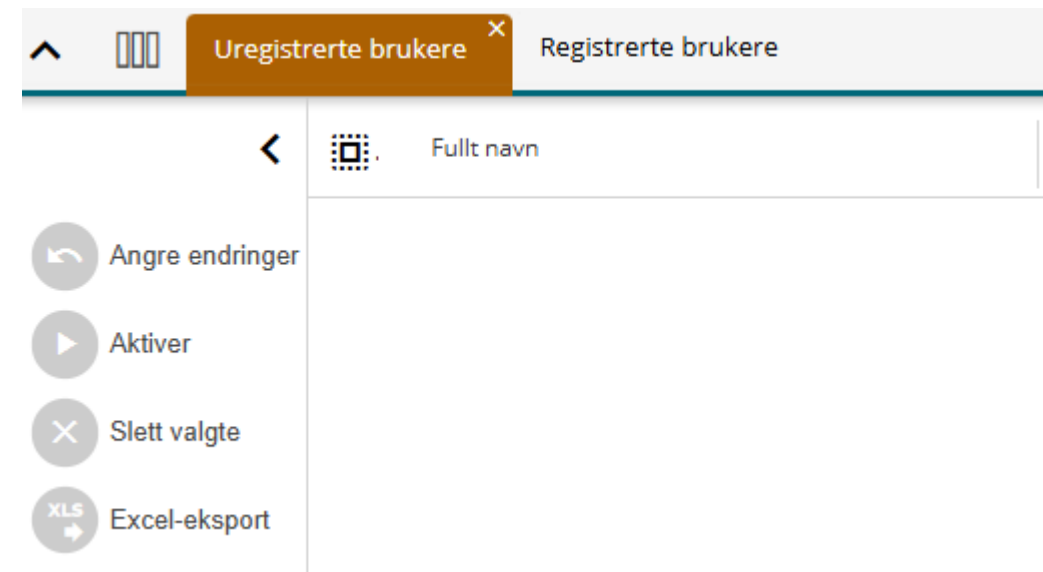 Uregistrerte brukere
Registrerte brukere
Fullt navn
Angre endringer
Aktiver
Slett valgte
XLS
Excel-eksport